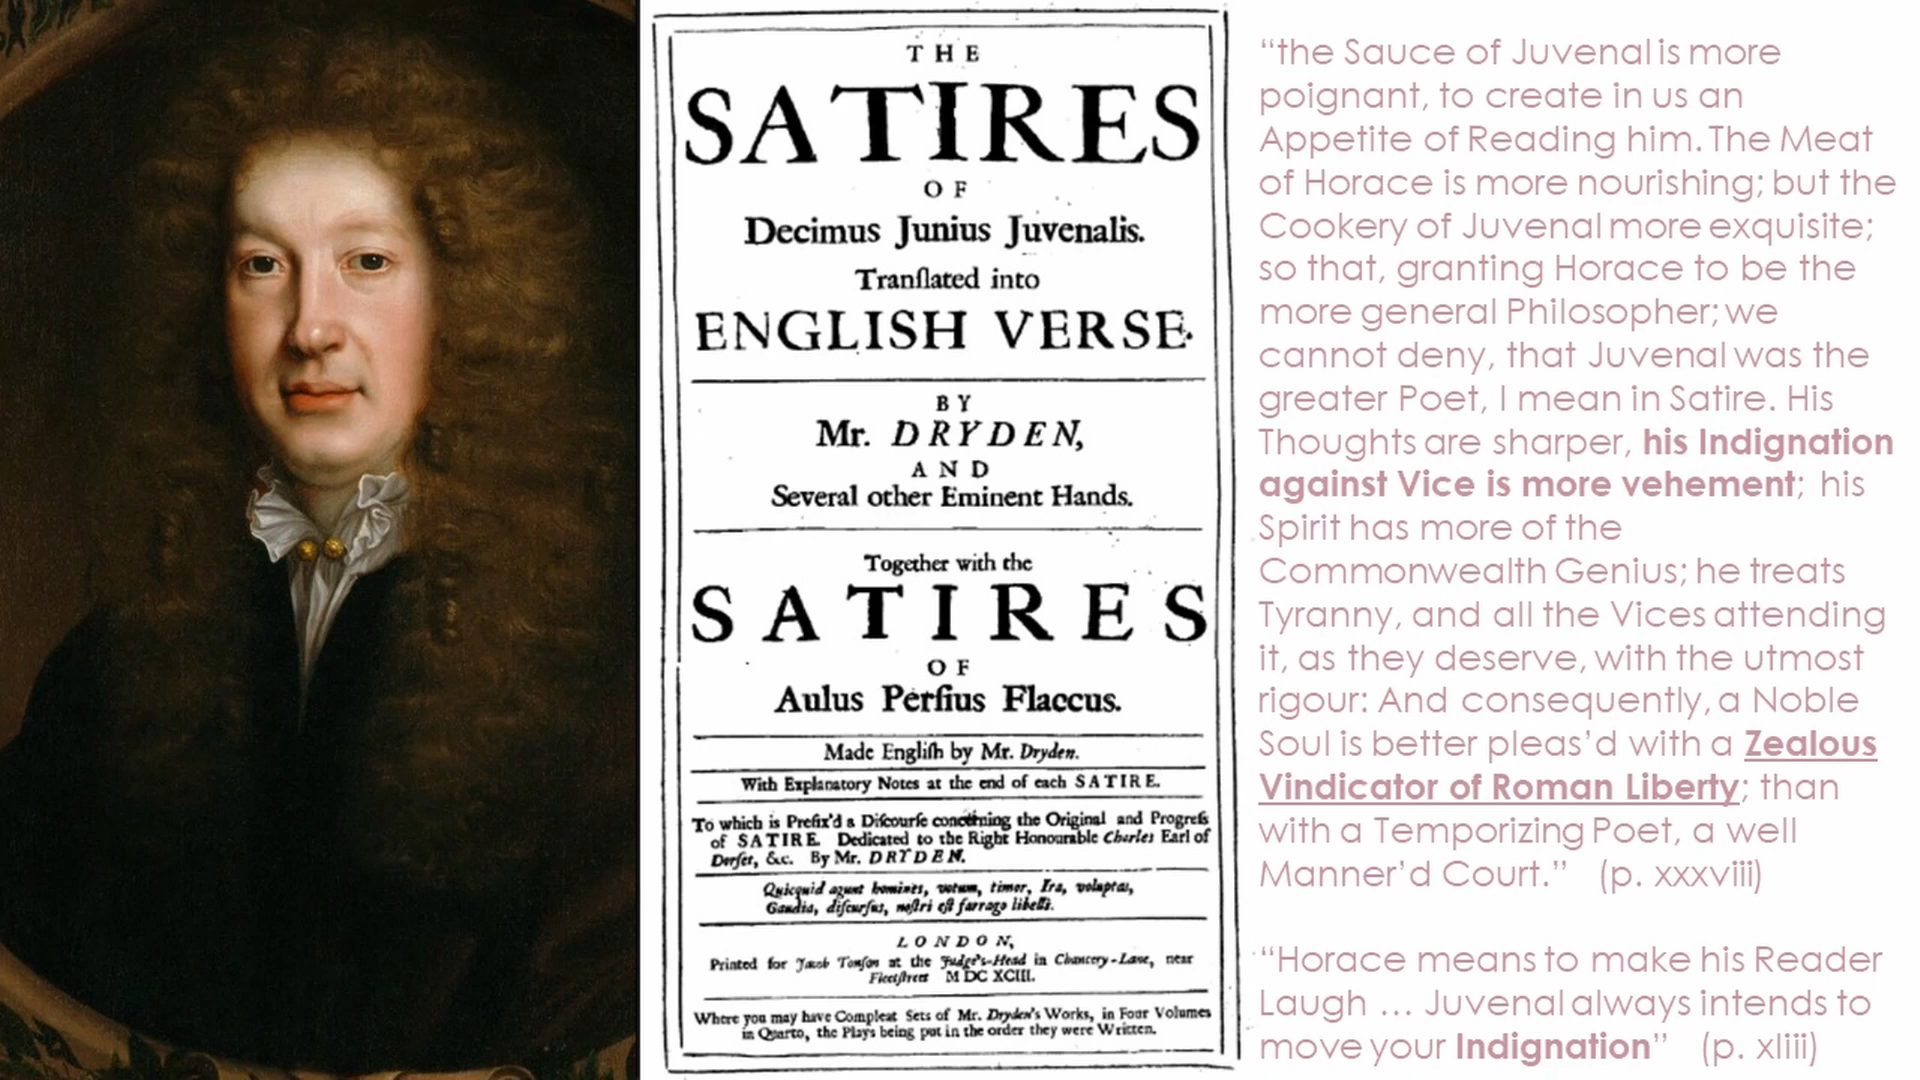 THE
SATIRES
OF
Decimus Junius Juvenalis.
Tranſlated into
ENGLISH VERSE.
BY
Mr. DRYDEN,
AND
Several other Eminent Hands.
Together with the
SATIRES
OF
Aulus Perſius Flaccus.
Made Engliſh by Mr. Dryden.
With Explanatory Notes at the end of each SATIRE.
To which is Prefix'd a Diſcourſe concerning the Original and Progreſs
of SATIRE. Dedicated to the Right Honourable Charles Earl of
Dorſet, &c. By Mr. DRYDEN.
Quicquid agunt homines, votum, timor, Ira, voluptas,
Gaudia, diſcurſus, noſtri eſt farrago libelli.
LONDON,
Printed for Jacob Tonſon at the Judge's-Head in Chancery-Lane, near
Fleetſtreet M DC XCIII.
Where you may have Compleat Sets of Mr. Dryden's Works, in Four Volumes
in Quarto, the Plays being put in the order they were Written.
“the Sauce of Juvenal is more
poignant, to create in us an
Appetite of Reading him. The Meat
of Horace is more nourishing; but the
Cookery of Juvenal more exquisite;
so that, granting Horace to be the
more general Philosopher; we
cannot deny, that Juvenal was the
greater Poet, I mean in Satire. His
Thoughts are sharper, his Indignation
against Vice is more vehement; his
Spirit has more of the
Commonwealth Genius; he treats
Tyranny, and all the Vices attending
it, as they deserve, with the utmost
rigour: And consequently, a Noble
Soul is better pleas’d with a Zealous
Vindicator of Roman Liberty; than
with a Temporizing Poet, a well
Manner’d Court.” (p. xxxviii)
“Horace means to make his Reader
Laugh … Juvenal always intends to
move your Indignation” (p. xliii)